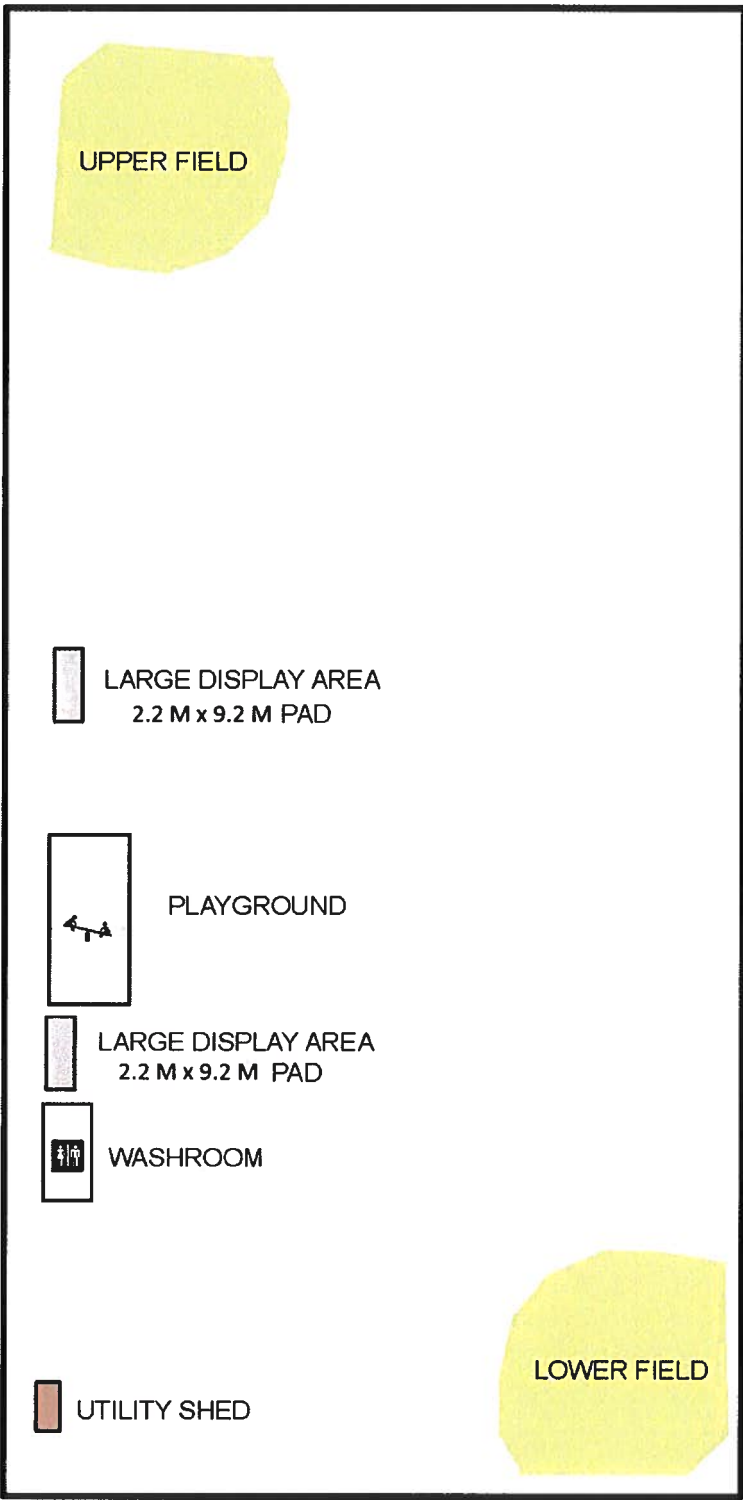 UPPER FIELD
LARGE DISPLAY AREA
2.2 M x 9.2 M PAD
PLAYGROUND
LARGE DISPLAY AREA
2.2 M x 9.2 M PAD
WASHROOM
LOWER FIELD
UTILITY SHED